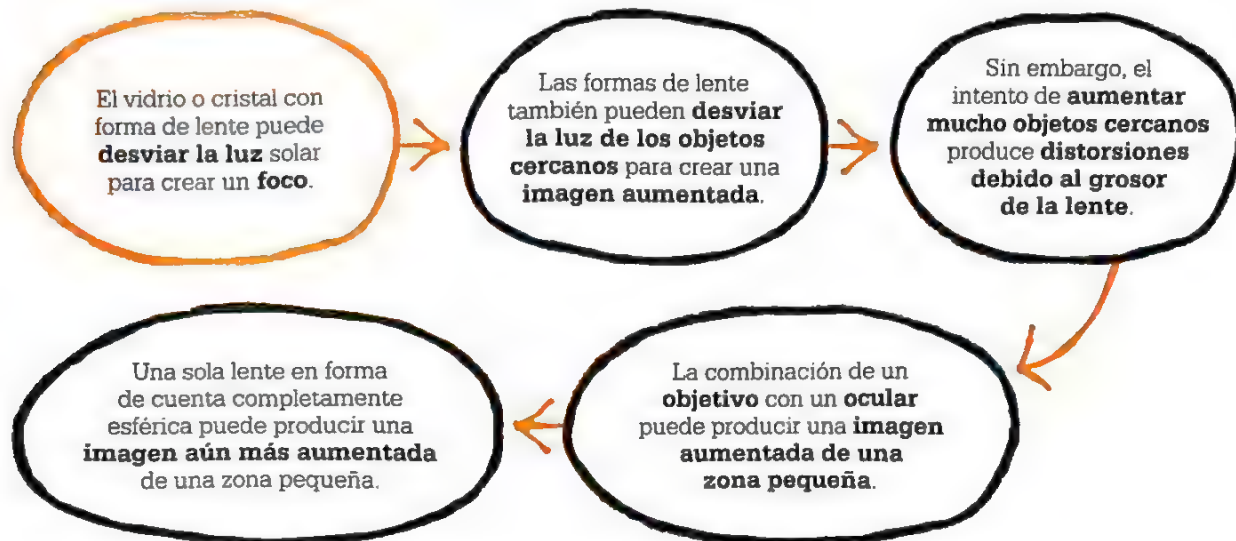 El vidrio o cristal con
forma de lente puede
desviar la luz solar
para crear un foco.
Las formas de lente
también pueden desviar
la luz de los objetos
cercanos para crear una
imagen aumentada.
Sin embargo, el
intento de aumentar
mucho objetos cercanos
produce distorsiones
debido al grosor
de la lente.
La combinación de un
objetivo con un ocular
puede producir una imagen
aumentada de una
zona pequeña.
Una sola lente en forma
de cuenta completamente
esférica puede producir una
imagen aún más aumentada
de una zona pequeña.